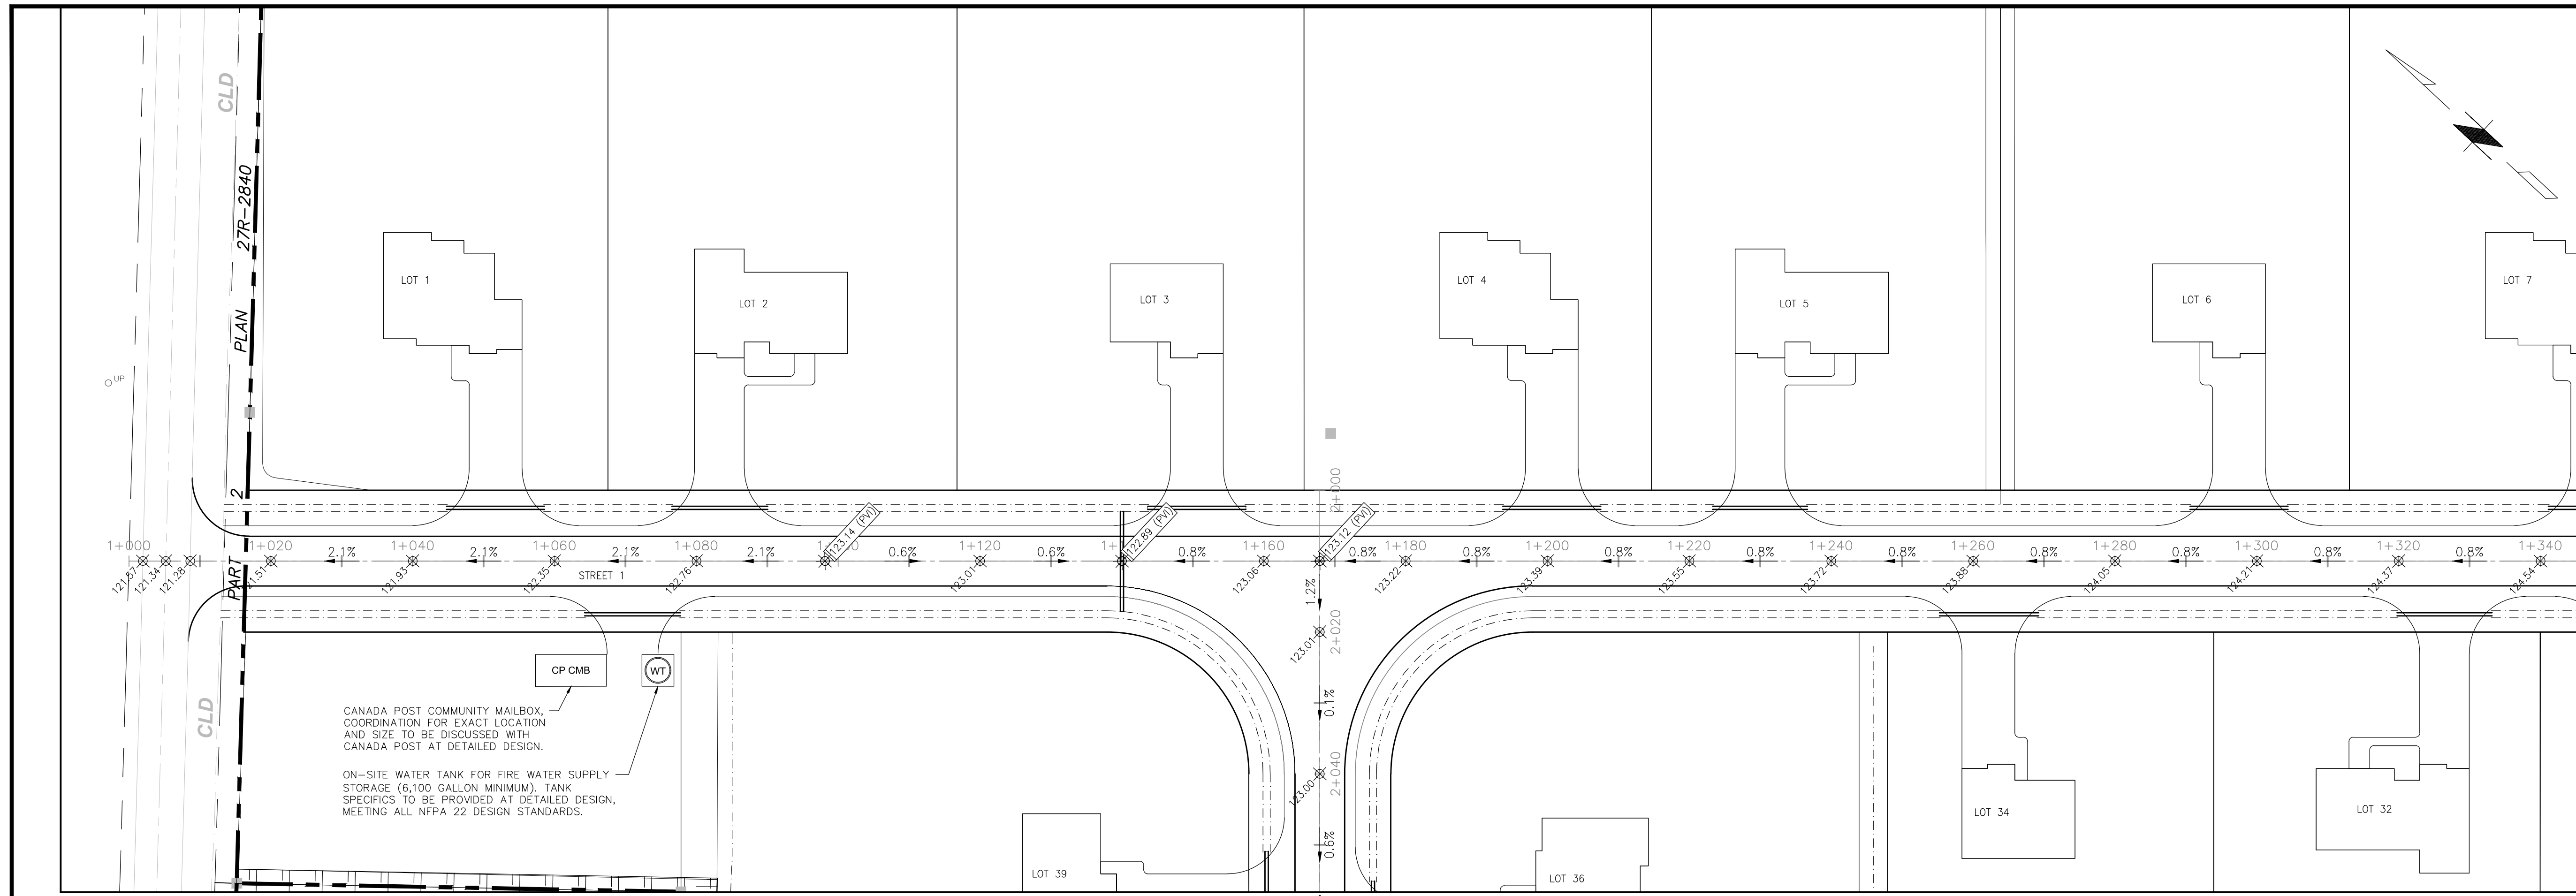 CLD
PLAN 27R-2840
PART 2
CLD
UP
LOT 1
LOT 2
LOT 3
LOT 4
LOT 5
LOT 6
LOT 7
1+000
1+020
1+040
1+060
1+080
1+120
1+160
1+180
1+200
1+220
1+240
1+260
1+280
1+300
1+320
1+340
2.1%
2.1%
2.1%
2.1%
0.6%
0.6%
0.8%
0.8%
0.8%
0.8%
0.8%
0.8%
0.8%
0.8%
0.8%
0.8%
123.14 (PVI)
122.89 (PVI)
123.12 (PVI)
121.57
121.34
121.28
121.51
121.93
122.35
122.76
123.01
123.06
123.22
123.39
123.55
123.72
123.88
124.05
124.21
124.37
124.54
STREET 1
2+000
1.2%
2+020
123.01
0.1%
2+040
123.00
0.6%
CP CMB
WT
CANADA POST COMMUNITY MAILBOX,
COORDINATION FOR EXACT LOCATION
AND SIZE TO BE DISCUSSED WITH
CANADA POST AT DETAILED DESIGN.
ON-SITE WATER TANK FOR FIRE WATER SUPPLY
STORAGE (6,100 GALLON MINIMUM). TANK
SPECIFICS TO BE PROVIDED AT DETAILED DESIGN,
MEETING ALL NFPA 22 DESIGN STANDARDS.
LOT 39
LOT 36
LOT 34
LOT 32